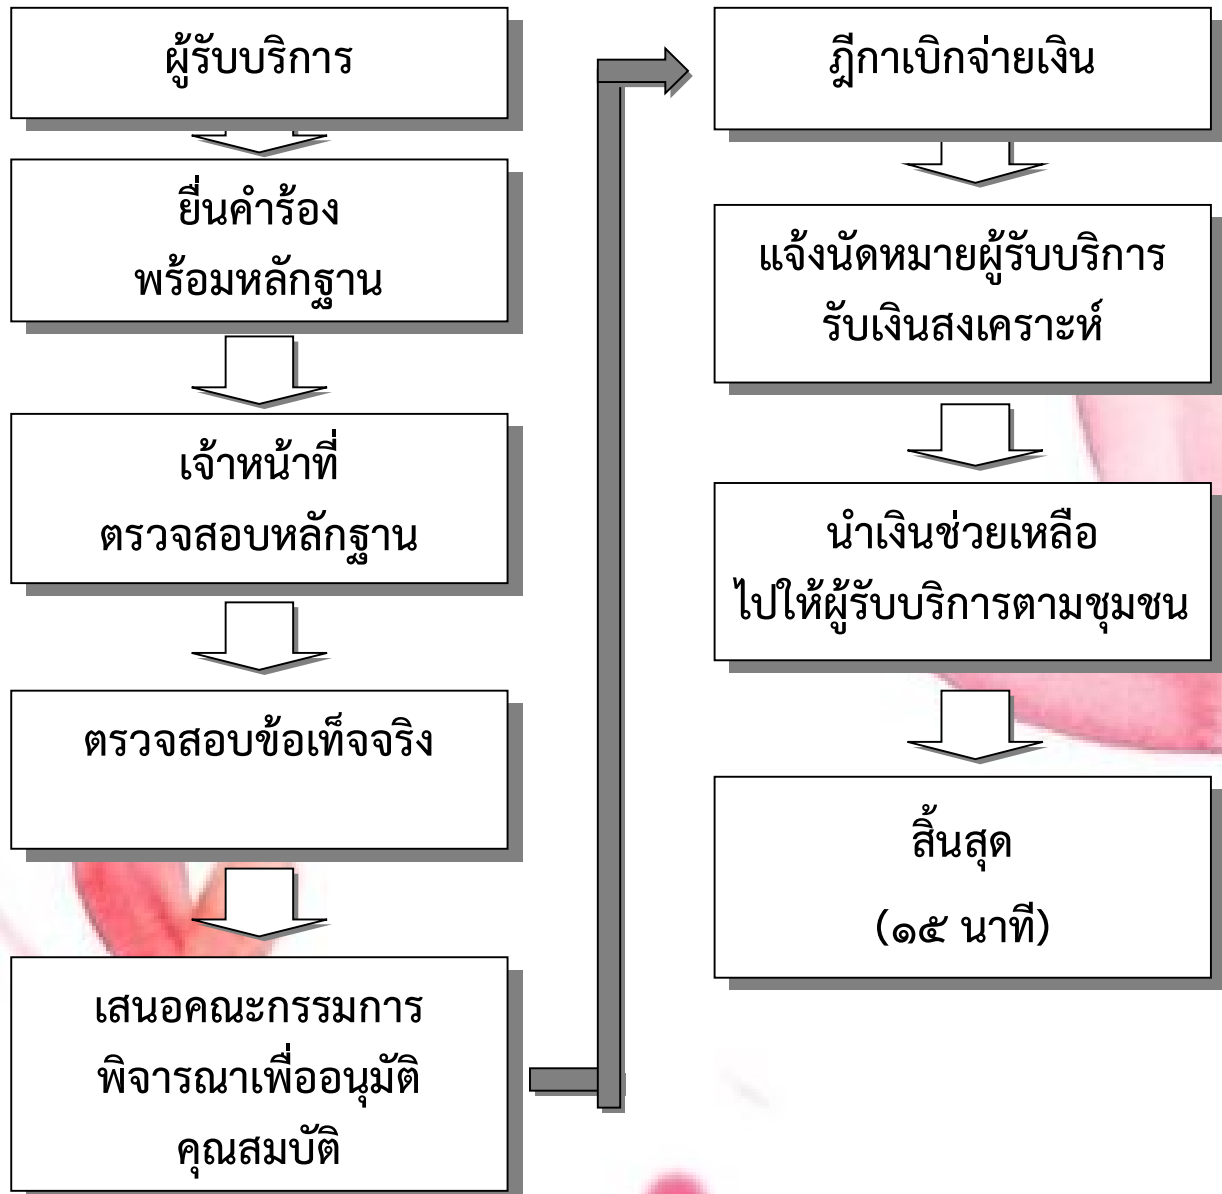 ผู้รับบริการ
ยื่นคำร้อง
พร้อมหลักฐาน
เจ้าหน้าที่
ตรวจสอบหลักฐาน
ตรวจสอบข้อเท็จจริง
เสนอคณะกรรมการ
พิจารณาเพื่ออนุมัติ
คุณสมบัติ
ฎีกาเบิกจ่ายเงิน
แจ้งนัดหมายผู้รับบริการ
รับเงินสงเคราะห์
นำเงินช่วยเหลือ
ไปให้ผู้รับบริการตามชุมชน
สิ้นสุด
(๑๕ นาที)